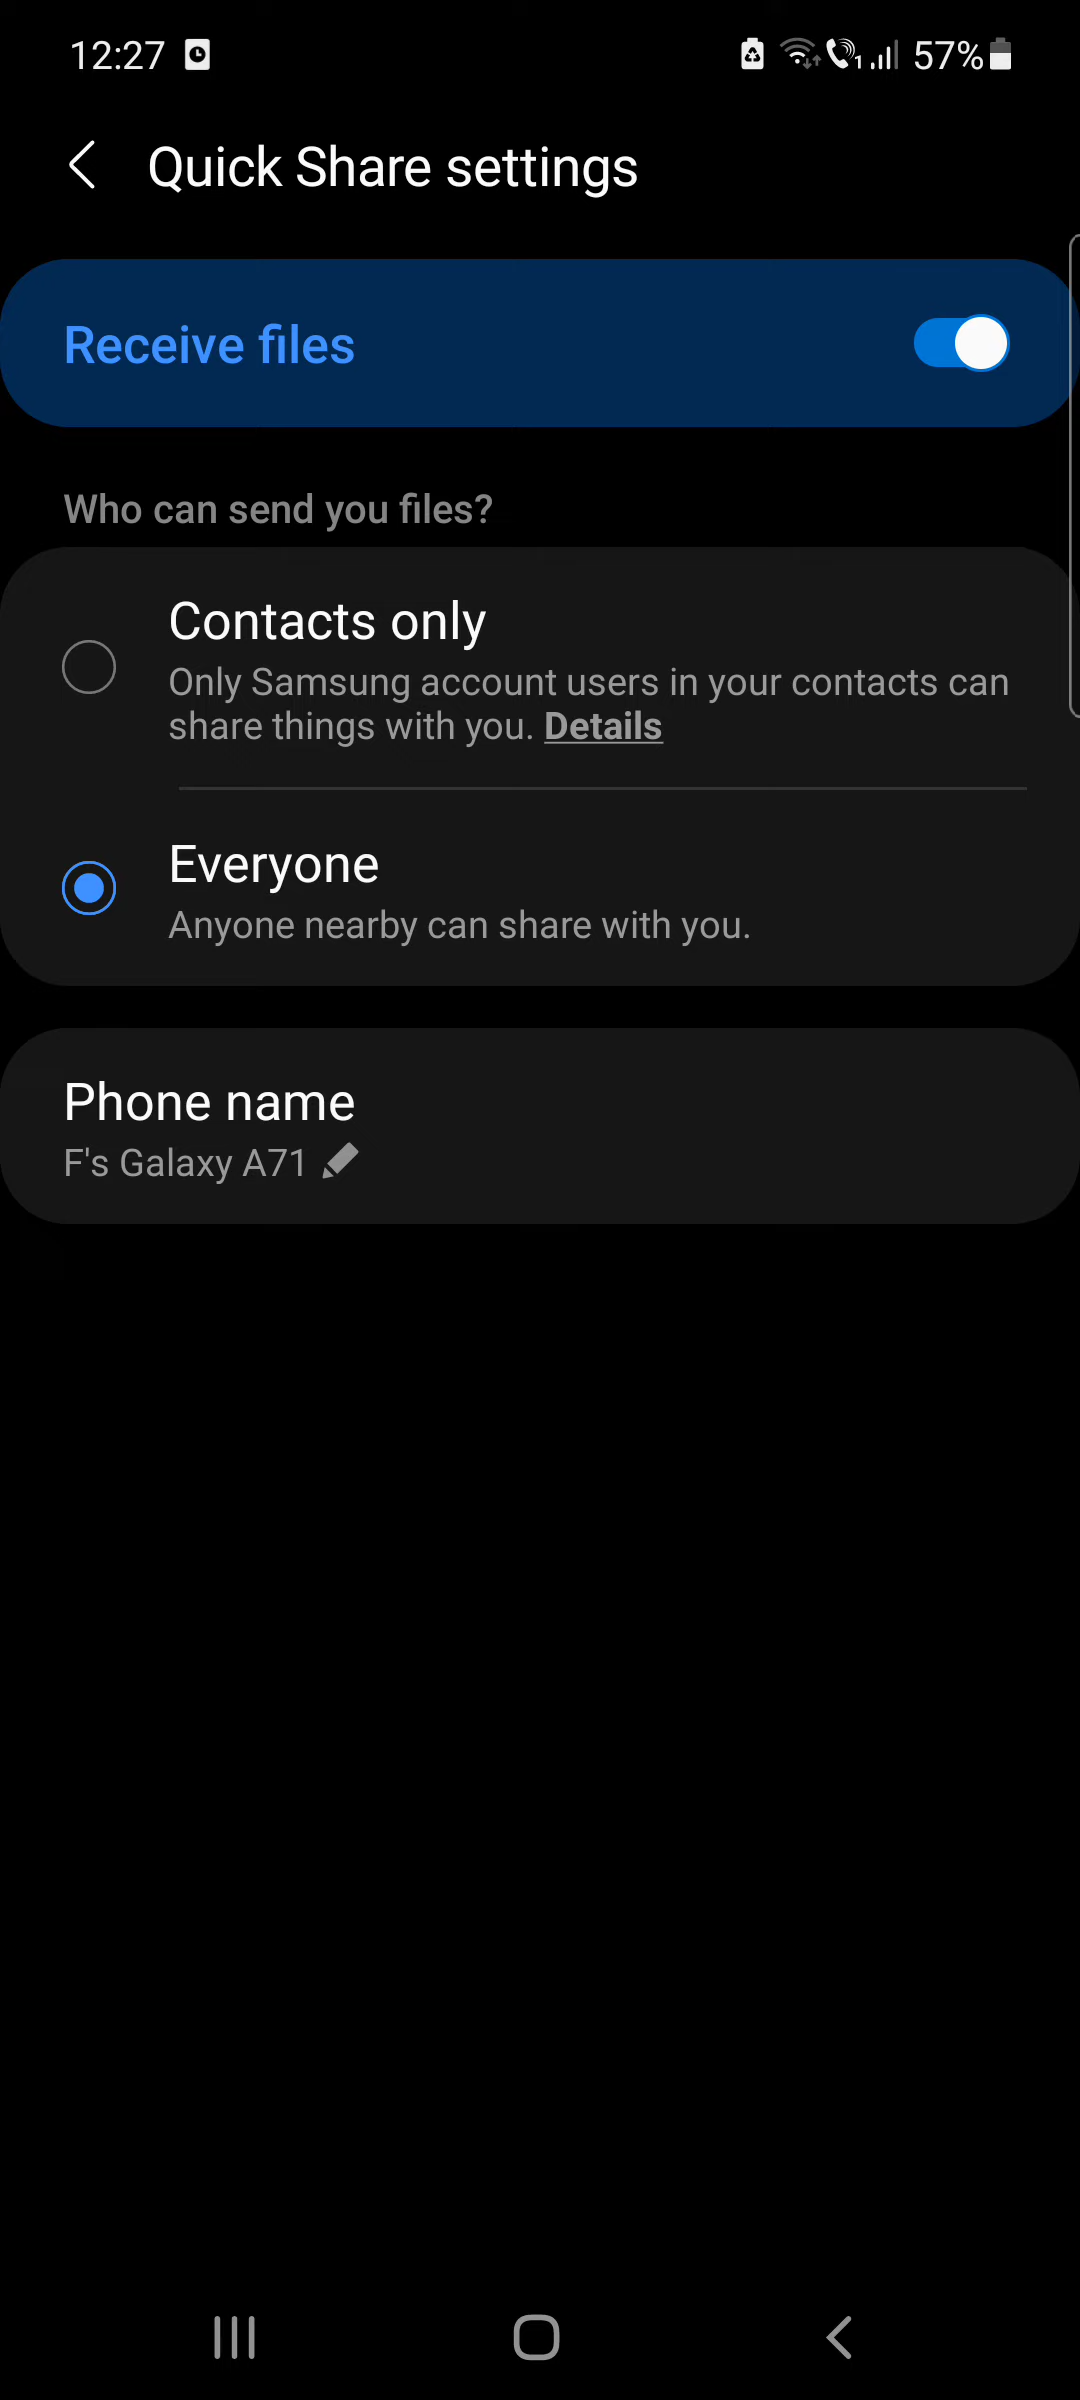 12:27
57%
Quick Share settings
Receive files
Who can send you files?
Contacts only
Only Samsung account users in your contacts can
share things with you. Details
Everyone
Anyone nearby can share with you.
Phone name
F's Galaxy A71